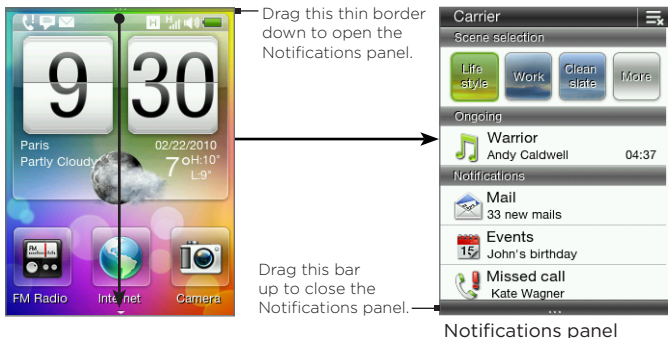 Drag this thin border
down to open the
Notifications panel.
H H
9 30
Paris 02/22/2010
Partly Cloudy 7° H:10°
L:9°
FM
FM Radio Internet Camera
Drag this bar
up to close the
Notifications panel.
Carrier
Scene selection
Life
style
Work
Clean
slate
More
Ongoing
Warrior
Andy Caldwell 04:37
Notifications
Mail
33 new mails
15
Events
John's birthday
Missed call
Kate Wagner
Notifications panel